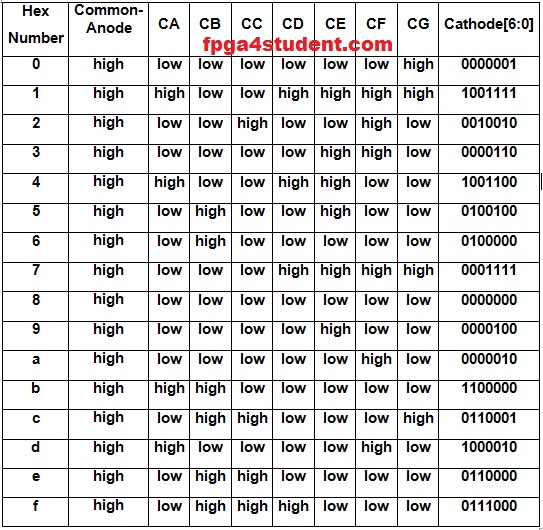 Hex Number Common-Anode CA CB CC CD CE CF CG Cathode[6:0]
fpga4student.com
0 high low low low low low low high 0000001
1 high high low low high high high high 1001111
2 high low low high low low high low 0010010
3 high low low low low high high low 0000110
4 high high low low high high low low 1001100
5 high low high low low high low low 0100100
6 high low high low low low low low 0100000
7 high low low low high high high high 0001111
8 high low low low low low low low 0000000
9 high low low low low high low low 0000100
a high low low low low low high low 0000010
b high high high low low low low low 1100000
c high low high high low low low high 0110001
d high high low low low low high low 1000010
e high low high high low low low low 0110000
f high low high high high low low low 0111000